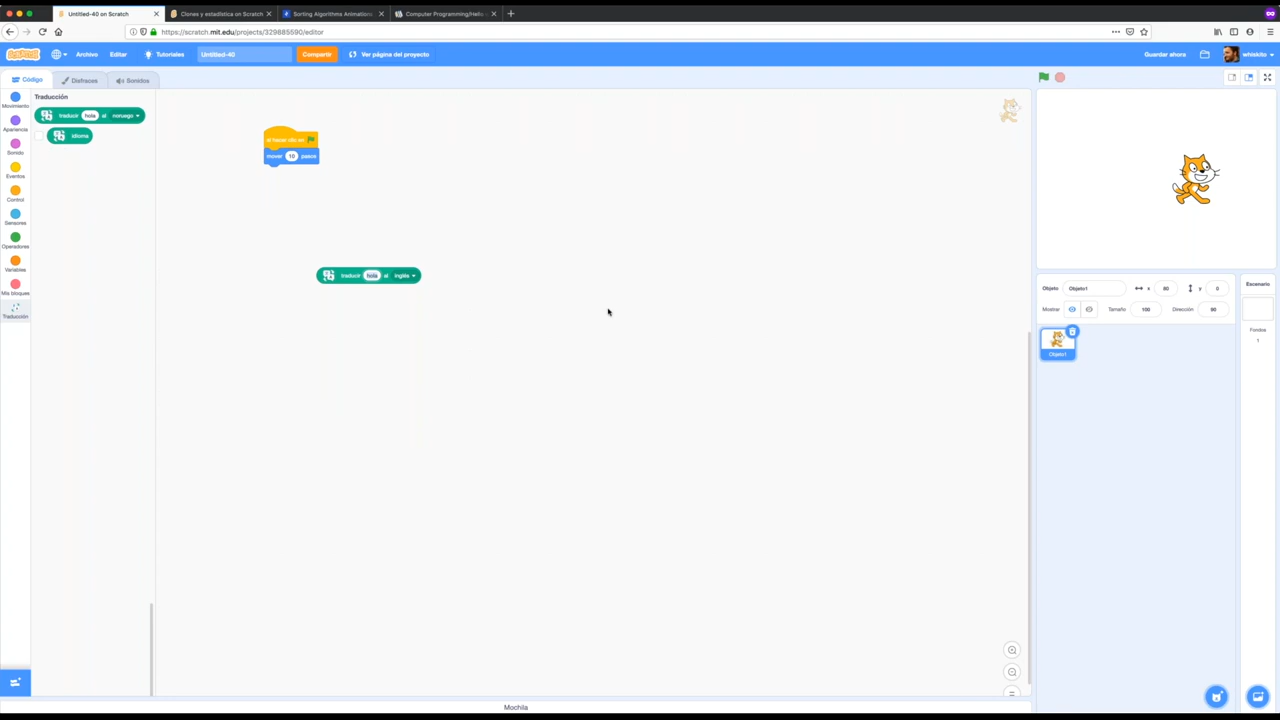 Untitled-40 on Scratch
Clones y estadística on Scratch
Sorting Algorithms Animations
Computer Programming/Hello
https://scratch.mit.edu/projects/329885590/editor
SCRATCH
Archivo
Editar
Tutoriales
Untitled-40
Compartir
Ver página del proyecto
Guardar ahora
whiskito
Código
Disfraces
Sonidos
Movimiento
Apariencia
Sonido
Eventos
Control
Sensores
Operadores
Variables
Mis bloques
Traducción
Traducción
traducir hola al noruego
idioma
al hacer clic en
mover 10 pasos
traducir hola al inglés
Objeto Objeto1 x 80 y 0
Mostrar Tamaño 100 Dirección 90
Objeto1
Escenario
Fondos
1
Mochila